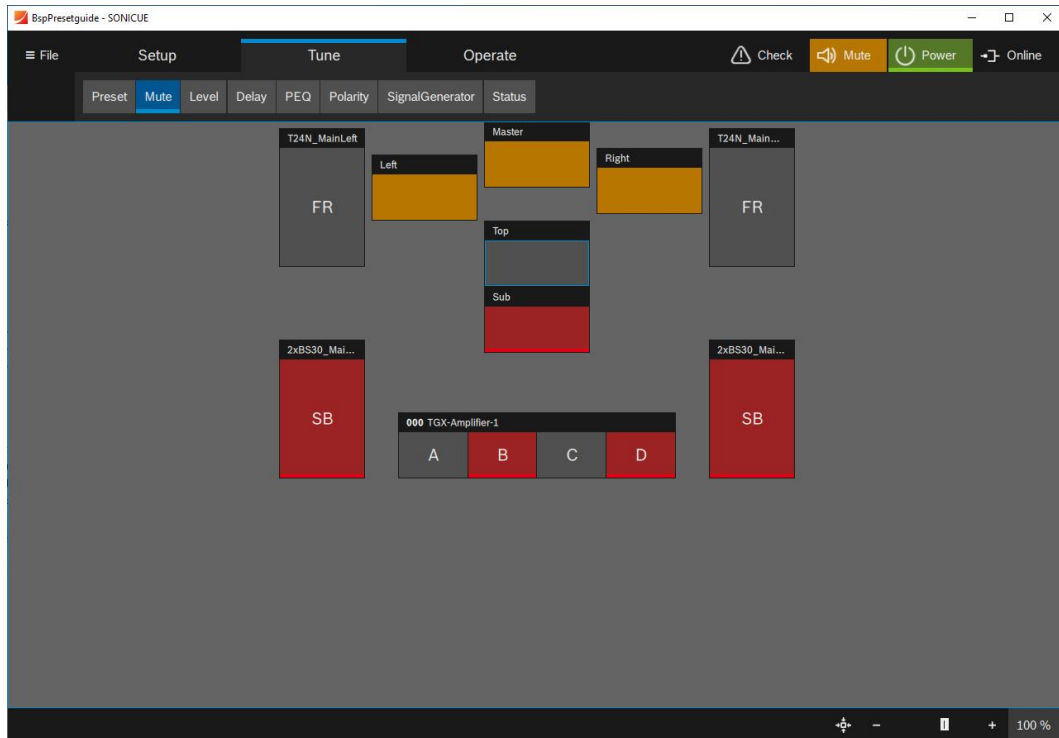 BspPresetguide - SONICUE
File Setup Tune Operate Check Mute Power Online
Preset Mute Level Delay PEQ Polarity SignalGenerator Status
T24N_MainLeft
FR
Left
Master
Right
T24N_Main...
FR
Top
Sub
2xBS30_Mai...
SB
000 TGX-Amplifier-1
A B C D
2xBS30_Mai...
SB
100 %